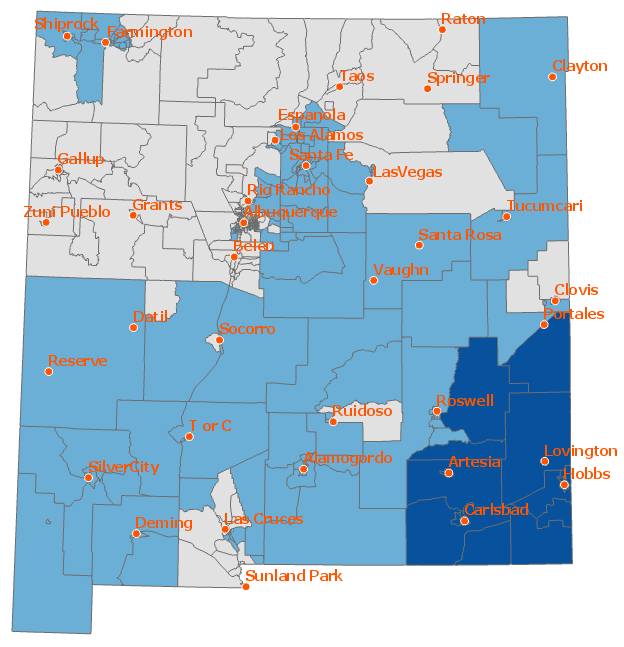 Raton
Shiprock
Farmington
Clayton
Taos
Springer
Espanola
Los Alamos
Santa Fe
Gallup
LasVegas
Rig Rancho
Zuni Pueblo
Grants
Albuquerque
Tucumcari
Santa Rosa
Belen
Vaughn
Clovis
Datil
Socorro
Portales
Reserve
Roswell
Ruidoso
T or C
Alamogordo
Artesia
Lovington
SilverCity
Hobbs
Carlsbad
Deming
Las Crucos
Sunland Park